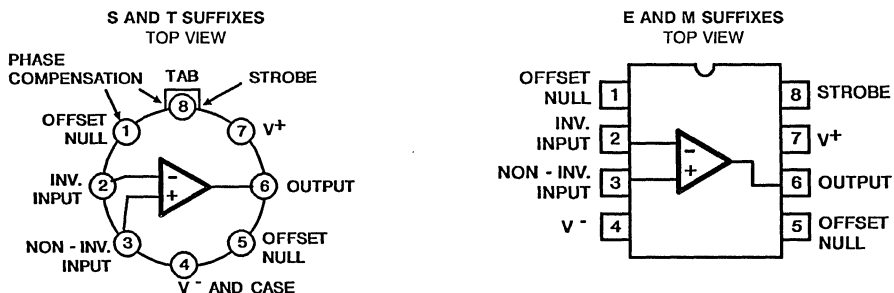 S AND T SUFFIXES
TOP VIEW
PHASE
COMPENSATION
TAB
STROBE
8
OFFSET
NULL
1
7
V+
INV.
INPUT
2
-
+
6
OUTPUT
NON - INV.
INPUT
3
5
OFFSET
NULL
4
V - AND CASE
E AND M SUFFIXES
TOP VIEW
OFFSET
NULL
1
8
STROBE
INV.
INPUT
2
-
+
7
V+
NON - INV.
INPUT
3
6
OUTPUT
V -
4
5
OFFSET
NULL